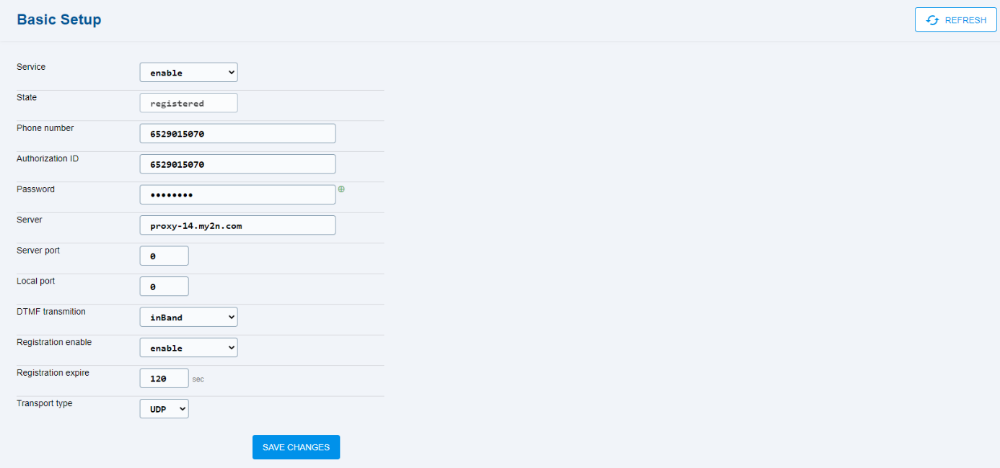 Basic Setup
REFRESH
Service
enable
State
registered
Phone number
6529015070
Authorization ID
6529015070
Password
••••••••
Server
proxy-14.my2n.com
Server port
0
Local port
0
DTMF transmition
inBand
Registration enable
enable
Registration expire
120 sec
Transport type
UDP
SAVE CHANGES